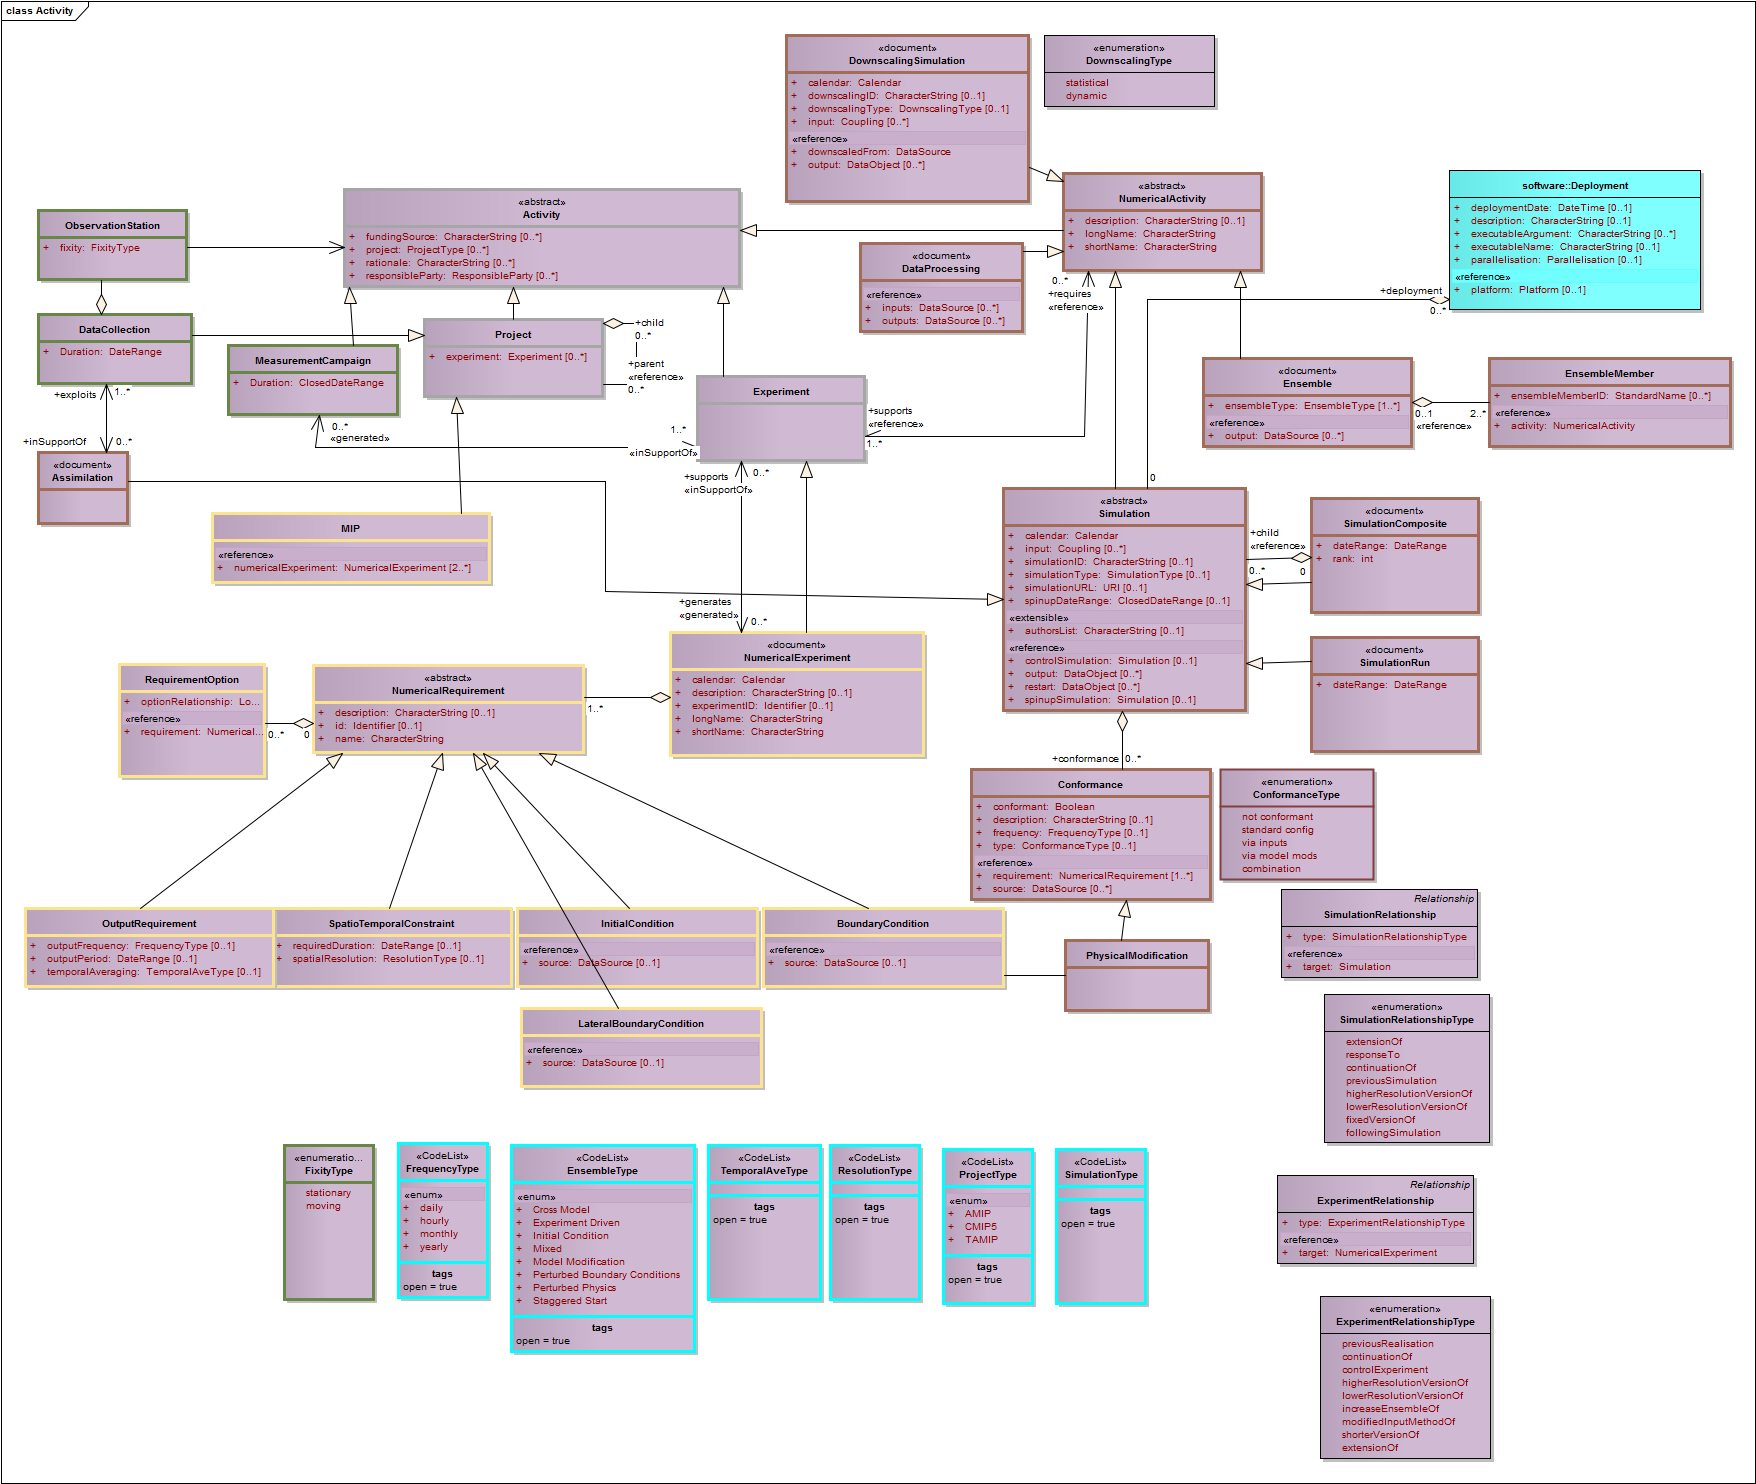 class Activity
«document»
DownscalingSimulation
+ calendar: Calendar
+ downscalingID: CharacterString [0..1]
+ downscalingType: DownscalingType [0..1]
+ input: Coupling [0..*]
«reference»
+ downscaledFrom: DataSource
+ output: DataObject [0..*]
«enumeration»
DownscalingType
statistical
dynamic
«abstract»
NumericalActivity
+ description: CharacterString [0..1]
+ longName: CharacterString
+ shortName: CharacterString
software::Deployment
+ deploymentDate: DateTime [0..1]
+ description: CharacterString [0..1]
+ executableArgument: CharacterString [0..*]
+ executableName: CharacterString [0..1]
+ parallelisation: Parallelisation [0..1]
«reference»
+ platform: Platform [0..1]
+deployment
0..*
«abstract»
Activity
+ fundingSource: CharacterString [0..*]
+ project: ProjectType [0..*]
+ rationale: CharacterString [0..*]
+ responsibleParty: ResponsibleParty [0..*]
ObservationStation
+ fixity: FixityType
«document»
DataProcessing
«reference»
+ inputs: DataSource [0..*]
+ outputs: DataSource [0..*]
0..*
+requires
«reference»
DataCollection
+ Duration: DateRange
+exploits
1..*
+inSupportOf
0..*
MeasurementCampaign
+ Duration: ClosedDateRange
0..*
«generated»
Project
+ experiment: Experiment [0..*]
+child
0..*
+parent
«reference»
0..*
Experiment
+supports
«reference»
1..*
1..*
«inSupportOf»
+supports
0..*
«inSupportOf»
«document»
Ensemble
+ ensembleType: EnsembleType [1..*]
«reference»
+ output: DataSource [0..*]
0..1
2..*
«reference»
EnsembleMember
+ ensembleMemberID: StandardName [0..*]
«reference»
+ activity: NumericalActivity
«document»
Assimilation
MIP
«reference»
+ numericalExperiment: NumericalExperiment [2..*]
0
«abstract»
Simulation
+ calendar: Calendar
+ input: Coupling [0..*]
+ simulationID: CharacterString [0..1]
+ simulationType: SimulationType [0..1]
+ simulationURL: URI [0..1]
+ spinupDateRange: ClosedDateRange [0..1]
«extensible»
+ authorsList: CharacterString [0..1]
«reference»
+ controlSimulation: Simulation [0..1]
+ output: DataObject [0..*]
+ restart: DataObject [0..*]
+ spinupSimulation: Simulation [0..1]
+child
«reference»
0..*
0
«document»
SimulationComposite
+ dateRange: DateRange
+ rank: int
«document»
SimulationRun
+ dateRange: DateRange
+generates
«generated»
0..*
«document»
NumericalExperiment
+ calendar: Calendar
+ description: CharacterString [0..1]
+ experimentID: Identifier [0..1]
+ longName: CharacterString
+ shortName: CharacterString
RequirementOption
+ optionRelationship: Lo...
«reference»
+ requirement: Numerical...
0..*
0
«abstract»
NumericalRequirement
+ description: CharacterString [0..1]
+ id: Identifier [0..1]
+ name: CharacterString
1..*
+conformance
0..*
Conformance
+ conformant: Boolean
+ description: CharacterString [0..1]
+ frequency: FrequencyType [0..1]
+ type: ConformanceType [0..1]
«reference»
+ requirement: NumericalRequirement [1..*]
+ source: DataSource [0..*]
«enumeration»
ConformanceType
not conformant
standard config
via inputs
via model mods
combination
OutputRequirement
+ outputFrequency: FrequencyType [0..1]
+ outputPeriod: DateRange [0..1]
+ temporalAveraging: TemporalAveType [0..1]
SpatioTemporalConstraint
+ requiredDuration: DateRange [0..1]
+ spatialResolution: ResolutionType [0..1]
InitialCondition
«reference»
+ source: DataSource [0..1]
BoundaryCondition
«reference»
+ source: DataSource [0..1]
PhysicalModification
LateralBoundaryCondition
«reference»
+ source: DataSource [0..1]
Relationship
SimulationRelationship
+ type: SimulationRelationshipType
«reference»
+ target: Simulation
«enumeration»
SimulationRelationshipType
extensionOf
responseTo
continuationOf
previousSimulation
higherResolutionVersionOf
lowerResolutionVersionOf
fixedVersionOf
followingSimulation
«enumeratio...
FixityType
stationary
moving
«CodeList»
FrequencyType
«enum»
+ daily
+ hourly
+ monthly
+ yearly
tags
open = true
«CodeList»
EnsembleType
«enum»
+ Cross Model
+ Experiment Driven
+ Initial Condition
+ Mixed
+ Model Modification
+ Perturbed Boundary Conditions
+ Perturbed Physics
+ Staggered Start
tags
open = true
«CodeList»
TemporalAveType
tags
open = true
«CodeList»
ResolutionType
tags
open = true
«CodeList»
ProjectType
«enum»
+ AMIP
+ CMIP5
+ TAMIP
tags
open = true
«CodeList»
SimulationType
tags
open = true
Relationship
ExperimentRelationship
+ type: ExperimentRelationshipType
«reference»
+ target: NumericalExperiment
«enumeration»
ExperimentRelationshipType
previousRealisation
continuationOf
controlExperiment
higherResolutionVersionOf
lowerResolutionVersionOf
increaseEnsembleOf
modifiedInputMethodOf
shorterVersionOf
extensionOf